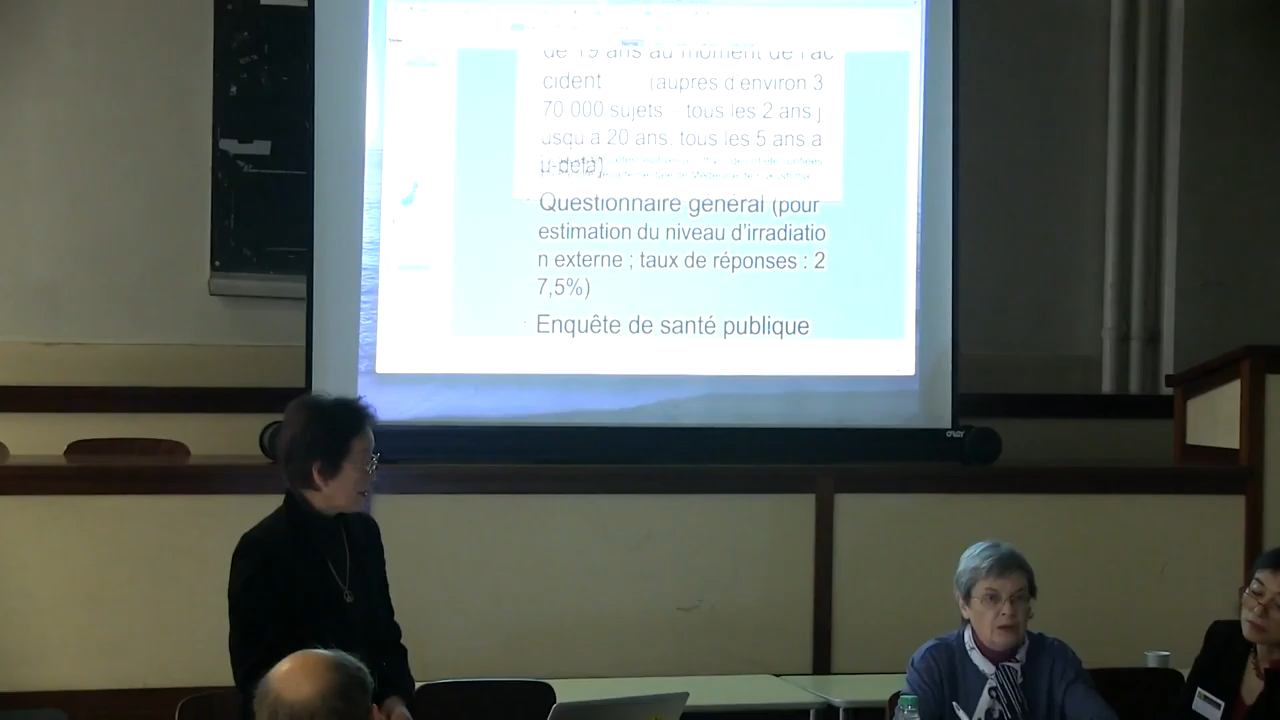 de 19 ans au moment de l'ac
cident (aupres d environ 3
70 000 sujets – tous les 2 ans j
usqu a 20 ans. tous les 5 ans a
u-delà)
Questionnaire général (pour
estimation du niveau d'irradiatio
n externe ; taux de réponses : 2
7,5%)
Enquête de santé publique